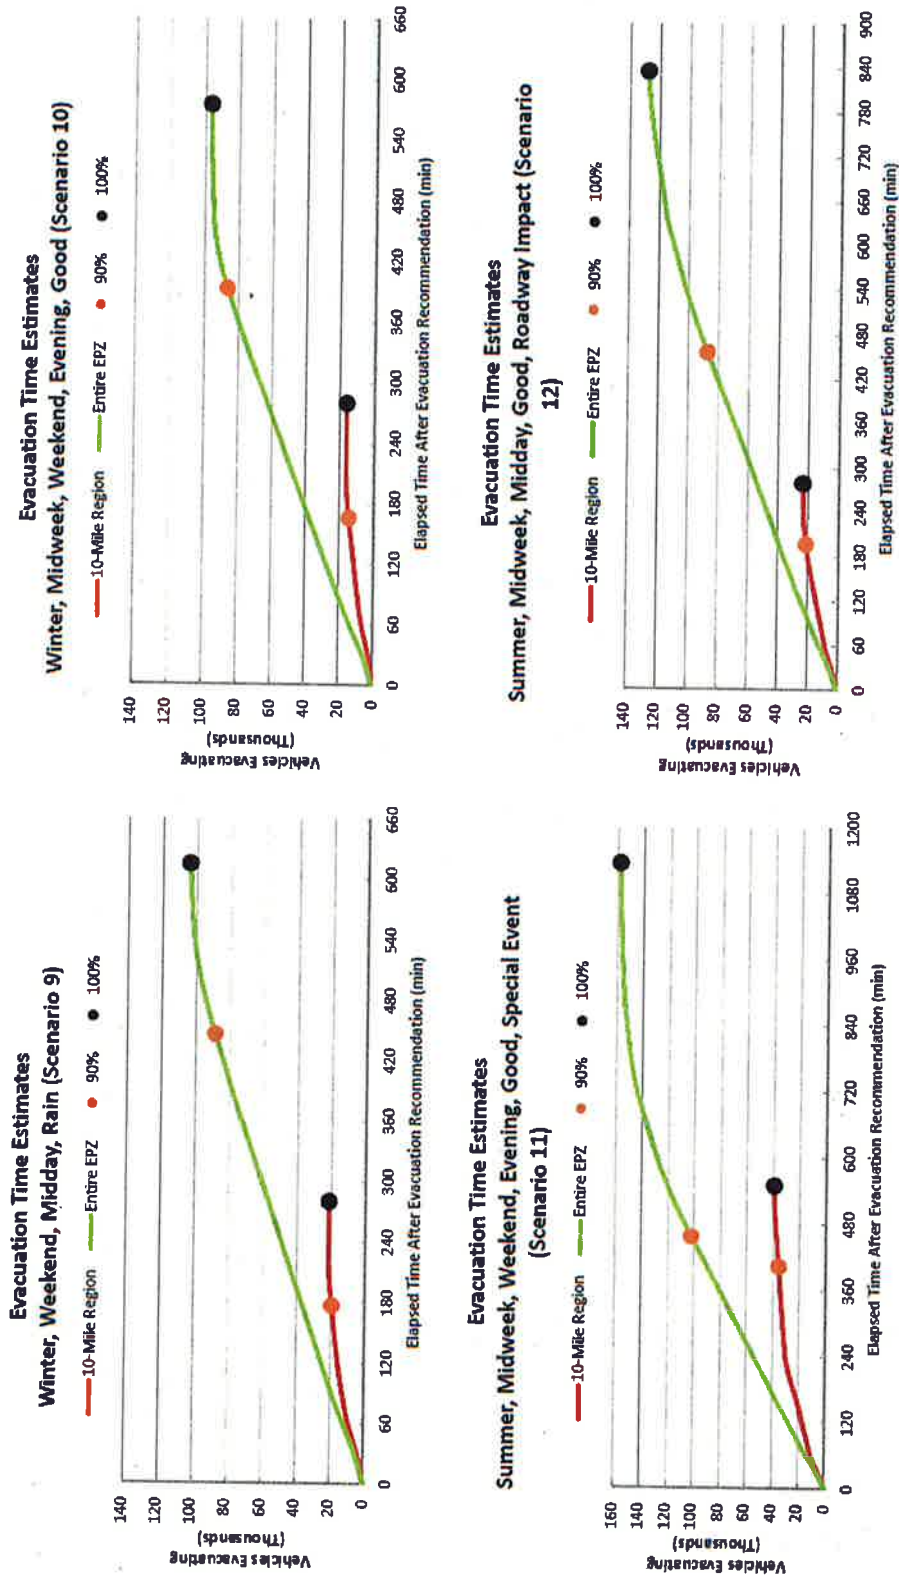 Evacuation Time Estimates
Winter, Weekend, Midday, Rain (Scenario 9)
10-Mile Region Entire EPZ 90% 100%
Vehicles Evacuating
(Thousands)
140
120
100
80
60
40
20
0
0 60 120 180 240 300 360 420 480 540 600 660
Elapsed Time After Evacuation Recommendation (min)
Evacuation Time Estimates
Winter, Midweek, Weekend, Evening, Good (Scenario 10)
10-Mile Region Entire EPZ 90% 100%
Vehicles Evacuating
(Thousands)
140
120
100
80
60
40
20
0
0 60 120 180 240 300 360 420 480 540 600 660
Elapsed Time After Evacuation Recommendation (min)
Evacuation Time Estimates
Summer, Midweek, Weekend, Evening, Good, Special Event
(Scenario 11)
10-Mile Region Entire EPZ 90% 100%
Vehicles Evacuating
(Thousands)
160
140
120
100
80
60
40
20
0
0 120 240 360 480 600 720 840 960 1080 1200
Elapsed Time After Evacuation Recommendation (min)
Evacuation Time Estimates
Summer, Midweek, Midday, Good, Roadway Impact (Scenario
12)
10-Mile Region Entire EPZ 90% 100%
Vehicles Evacuating
(Thousands)
140
120
100
80
60
40
20
0
0 60 120 180 240 300 360 420 480 540 600 660 720 780 840 900
Elapsed Time After Evacuation Recommendation (min)